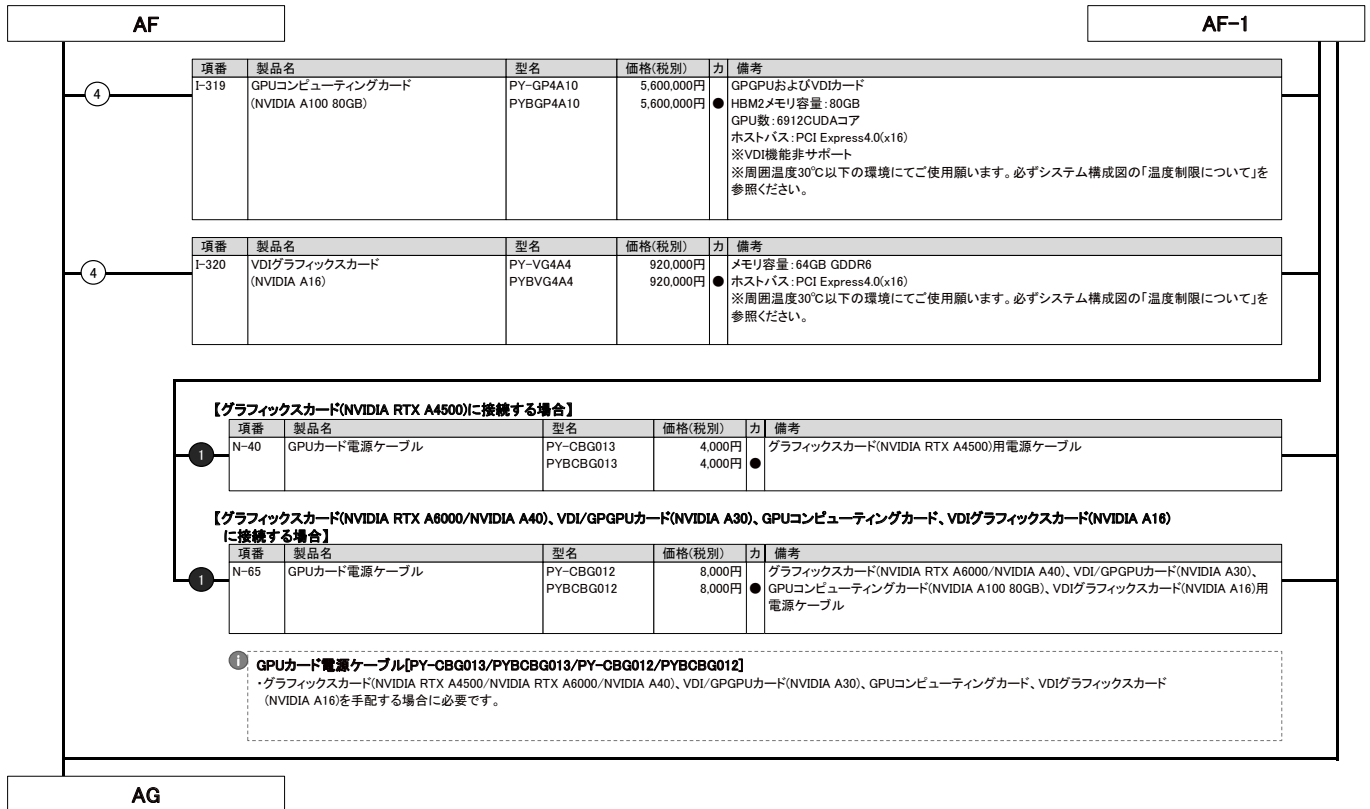 AF
AF-1
項番 製品名 型名 価格(税別) カ 備考
4
I-319 GPUコンピューティングカード PY-GP4A10 5,600,000円 GPGPUおよびVDIカード
(NVIDIA A100 80GB) PYBGP4A10 5,600,000円 ● HBM2メモリ容量:80GB
GPU数:6912CUDAコア
ホストバス:PCI Express4.0(x16)
※VDI機能非サポート
※周囲温度30℃以下の環境にてご使用願います。必ずシステム構成図の「温度制限について」を
参照ください。
項番 製品名 型名 価格(税別) カ 備考
4
I-320 VDIグラフィックスカード PY-VG4A4 920,000円 メモリ容量:64GB GDDR6
(NVIDIA A16) PYBVG4A4 920,000円 ● ホストバス:PCI Express4.0(x16)
※周囲温度30℃以下の環境にてご使用願います。必ずシステム構成図の「温度制限について」を
参照ください。
【グラフィックスカード(NVIDIA RTX A4500)に接続する場合】
項番 製品名 型名 価格(税別) カ 備考
1
N-40 GPUカード電源ケーブル PY-CBG013 4,000円 グラフィックスカード(NVIDIA RTX A4500)用電源ケーブル
PYBCBG013 4,000円 ●
【グラフィックスカード(NVIDIA RTX A6000/NVIDIA A40)、VDI/GPGPUカード(NVIDIA A30)、GPUコンピューティングカード、VDIグラフィックスカード(NVIDIA A16)
に接続する場合】
項番 製品名 型名 価格(税別) カ 備考
1
N-65 GPUカード電源ケーブル PY-CBG012 8,000円 グラフィックスカード(NVIDIA RTX A6000/NVIDIA A40)、VDI/GPGPUカード(NVIDIA A30)、
PYBCBG012 8,000円 ● GPUコンピューティングカード(NVIDIA A100 80GB)、VDIグラフィックスカード(NVIDIA A16)用
電源ケーブル
i GPUカード電源ケーブル[PY-CBG013/PYBCBG013/PY-CBG012/PYBCBG012]
・グラフィックスカード(NVIDIA RTX A4500/NVIDIA RTX A6000/NVIDIA A40)、VDI/GPGPUカード(NVIDIA A30)、GPUコンピューティングカード、VDIグラフィックスカード
(NVIDIA A16)を手配する場合に必要です。
AG